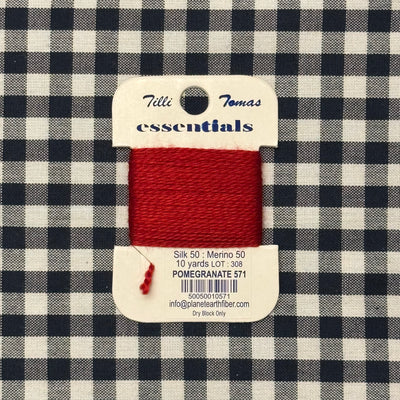 Tilli Tomas
essentials
Silk 50 : Merino 50
10 yards LOT : 308
POMEGRANATE 571
50050010571
info@planetearthfiber.com
Dry Block Only